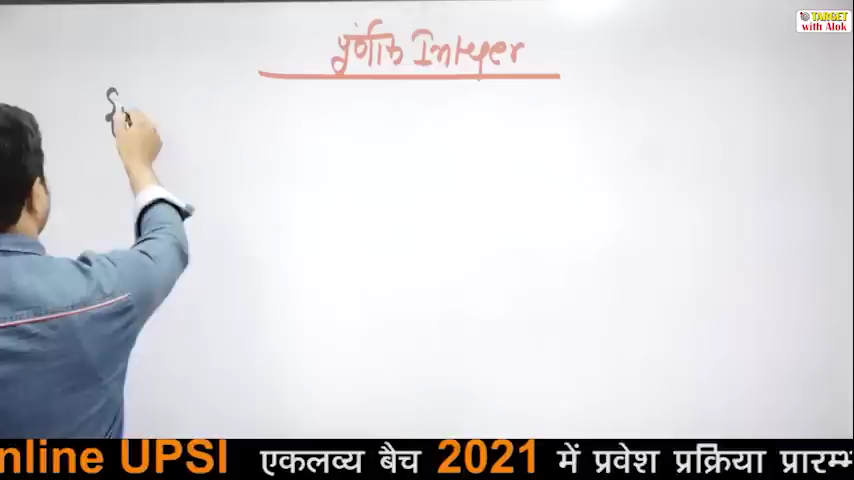 TARGET
with Alok
पूर्णांक Integer
nline UPSI एकलव्य बैच 2021 में प्रवेश प्रक्रिया प्रारम्भ